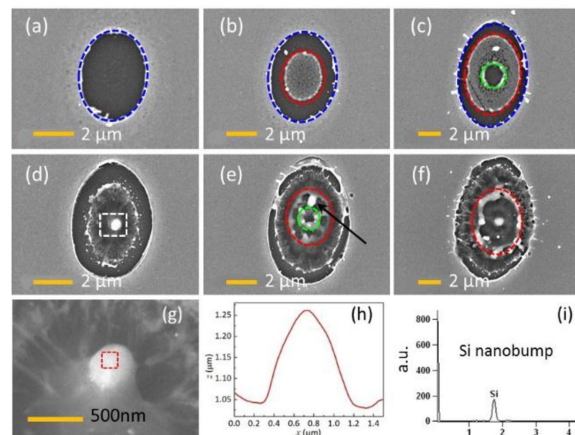 (a)
(b)
(c)
2 μm
2 μm
2 μm
(d)
(e)
(f)
2 μm
2 μm
2 μm
(g)
(h)
(i)
500nm
1.25
1.20
1.15
1.10
1.05
z (μm)
0.0 0.2 0.4 0.6 0.8 1.0 1.2 1.4
x (μm)
800
600
400
200
0
a.u.
Si nanobump
Si
1 2 3 4